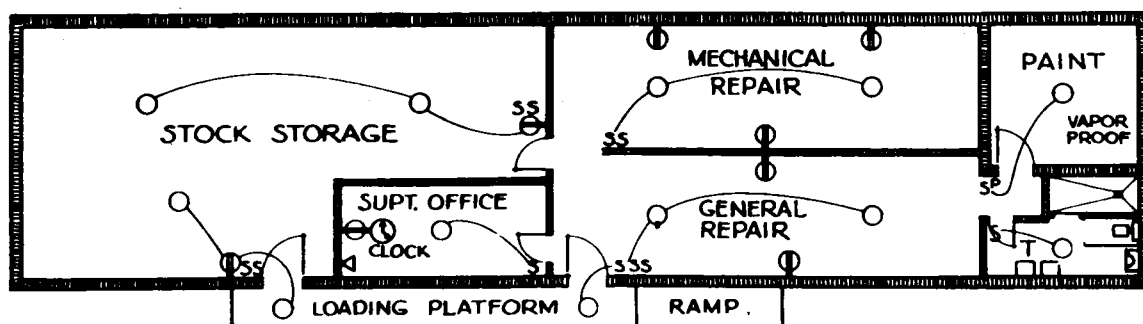 MECHANICAL
REPAIR
PAINT
VAPOR
PROOF
SS
STOCK STORAGE
SS
SUPT. OFFICE
CLOCK
GENERAL
REPAIR
SP
S
T
SS
S
SSS
LOADING PLATFORM
RAMP.